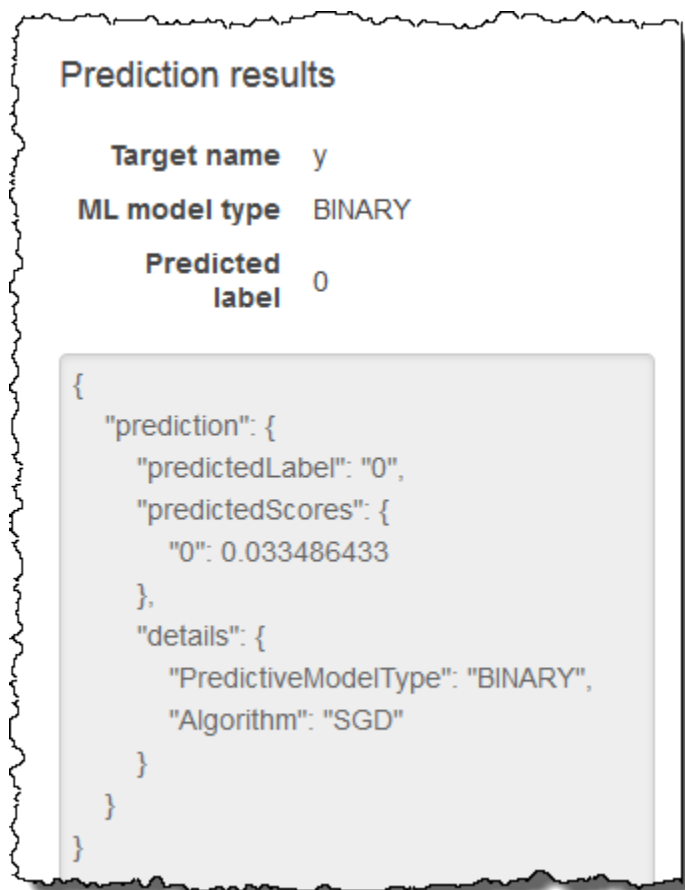 Prediction results
Target name y
ML model type BINARY
Predicted
label 0
{
"prediction": {
"predictedLabel": "0",
"predictedScores": {
"0": 0.033486433
},
"details": {
"PredictiveModelType": "BINARY",
"Algorithm": "SGD"
}
}
}